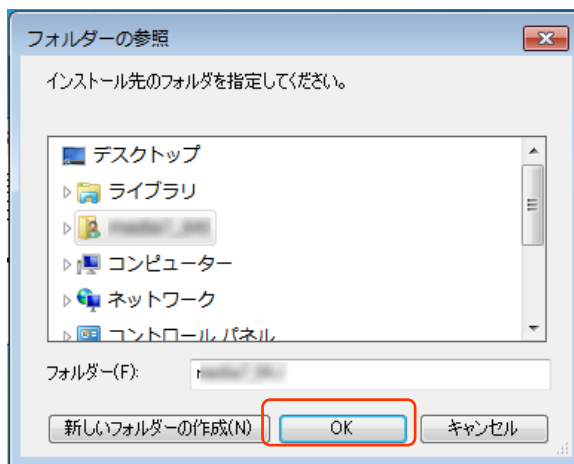 フォルダーの参照
インストール先のフォルダを指定してください。
デスクトップ
ライブラリ
コンピューター
ネットワーク
コントロール パネル
フォルダー(F):
新しいフォルダーの作成(N) OK キャンセル